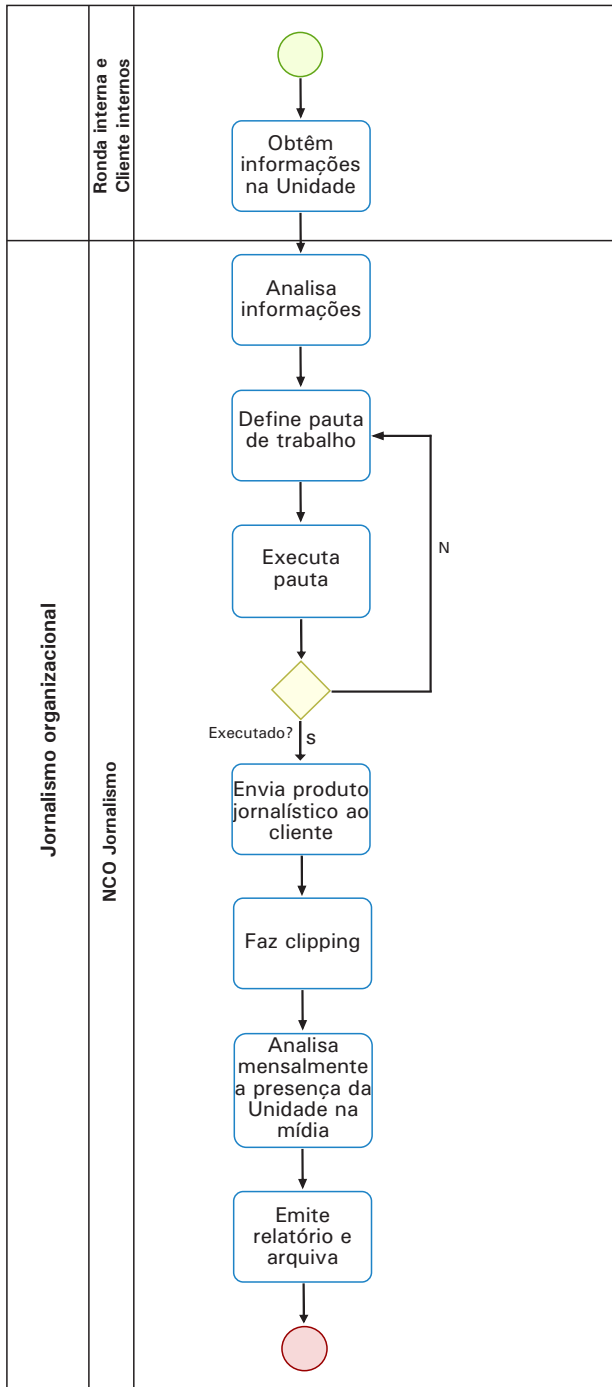 Ronda interna e
Cliente internos
Obtêm
informações
na Unidade
Jornalismo organizacional
NCO Jornalismo
Analisa
informações
Define pauta
de trabalho
Executa
pauta
N
Executado?
S
Envia produto
jornalístico ao
cliente
Faz clipping
Analisa
mensalmente
a presença da
Unidade na
mídia
Emite
relatório e
arquiva